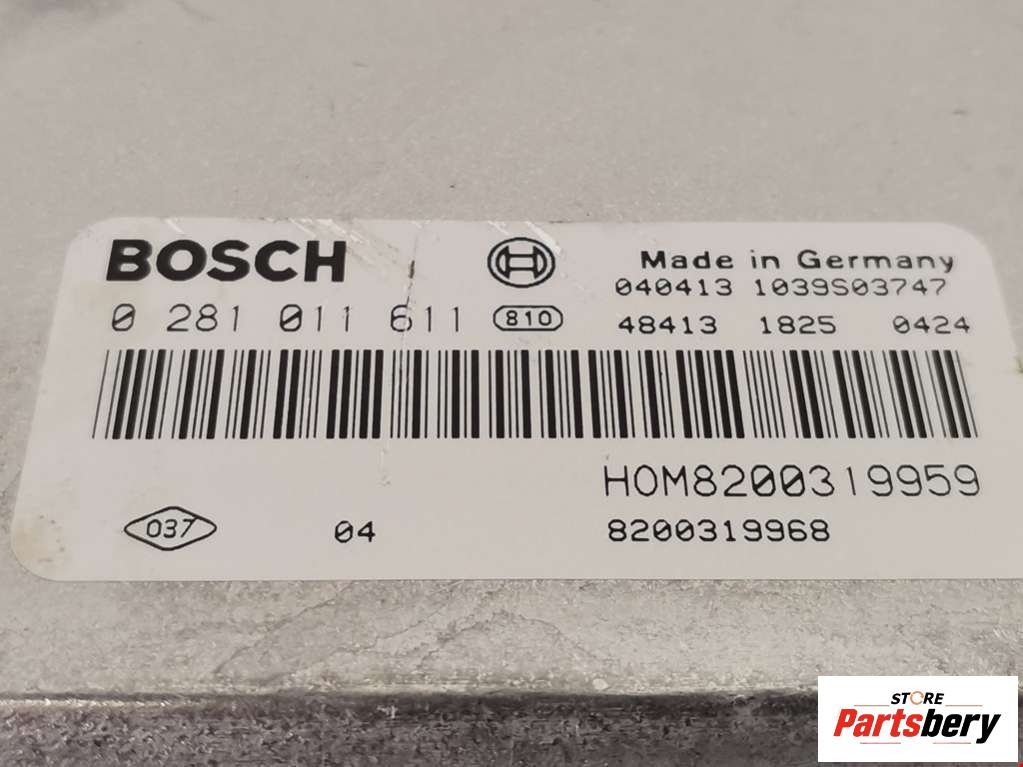 BOSCH
Made in Germany
040413 1039S03747
0 281 011 611 810
48413 1825 0424
HOM8200319959
037 04 8200319968
STORE
Partsbery